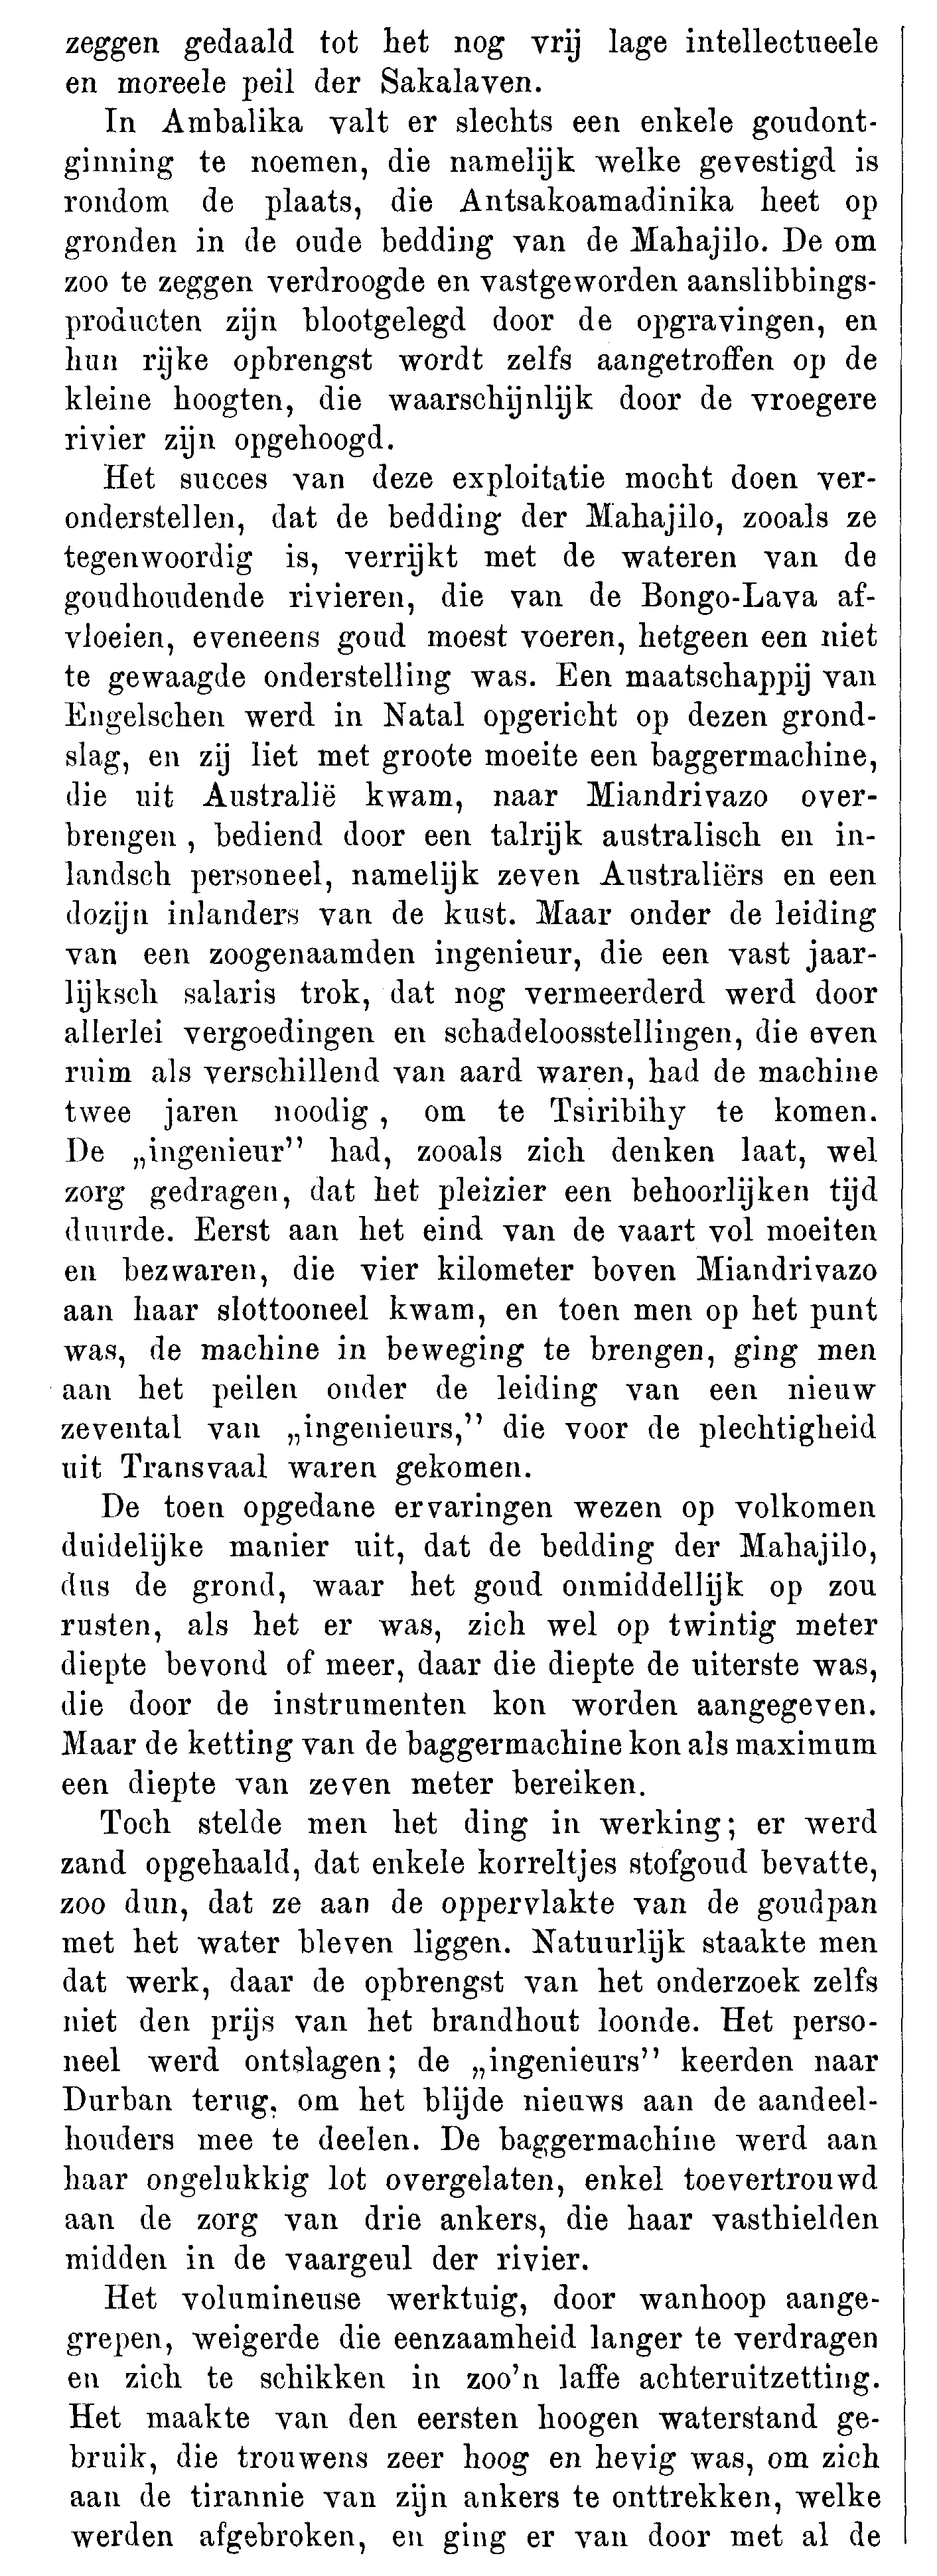 zeggen gedaald tot het nog vrij lage intellectueele
en moreele peil der Sakalaven.
In Ambalika valt er slechts een enkele goudont-
ginning te noemen, die namelijk welke gevestigd is
rondom de plaats, die Antsakoamadinika heet op
gronden in de oude bedding van de Mahajilo. De om
zoo te zeggen verdroogde en vastgeworden aanslibbings-
producten zijn blootgelegd door de opgravingen, en
hun rijke opbrengst wordt zelfs aangetroffen op de
kleine hoogten, die waarschijnlijk door de vroegere
rivier zijn opgehoogd.
Het succes van deze exploitatie mocht doen ver-
onderstellen, dat de bedding der Mahajilo, zooals ze
tegenwoordig is, verrijkt met de wateren van de
goudhoudende rivieren, die van de Bongo-Lava af-
vloeien, eveneens goud moest voeren, hetgeen een niet
te gewaagde onderstelling was. Een maatschappij van
Engelschen werd in Natal opgericht op dezen grond-
slag, en zij liet met groote moeite een baggermachine,
die uit Australië kwam, naar Miandrivazo over-
brengen, bediend door een talrijk australisch en in-
landsch personeel, namelijk zeven Australiërs en een
dozijn inlanders van de kust. Maar onder de leiding
van een zoogenaamden ingenieur, die een vast jaar-
lijksch salaris trok, dat nog vermeerderd werd door
allerlei vergoedingen en schadeloosstellingen, die even
ruim als verschillend van aard waren, had de machine
twee jaren noodig, om te Tsiribihy te komen.
De „ingenieur” had, zooals zich denken laat, wel
zorg gedragen, dat het pleizier een behoorlijken tijd
duurde. Eerst aan het eind van de vaart vol moeiten
en bezwaren, die vier kilometer boven Miandrivazo
aan haar slottooneel kwam, en toen men op het punt
was, de machine in beweging te brengen, ging men
aan het peilen onder de leiding van een nieuw
zevental van „ingenieurs,” die voor de plechtigheid
uit Transvaal waren gekomen.
De toen opgedane ervaringen wezen op volkomen
duidelijke manier uit, dat de bedding der Mahajilo,
dus de grond, waar het goud onmiddellijk op zou
rusten, als het er was, zich wel op twintig meter
diepte bevond of meer, daar die diepte de uiterste was,
die door de instrumenten kon worden aangegeven.
Maar de ketting van de baggermachine kon als maximum
een diepte van zeven meter bereiken.
Toch stelde men het ding in werking; er werd
zand opgehaald, dat enkele korreltjes stofgoud bevatte,
zoo dun, dat ze aan de oppervlakte van de goudpan
met het water bleven liggen. Natuurlijk staakte men
dat werk, daar de opbrengst van het onderzoek zelfs
niet den prijs van het brandhout loonde. Het perso-
neel werd ontslagen; de „ingenieurs” keerden naar
Durban terug, om het blijde nieuws aan de aandeel-
houders mee te deelen. De baggermachine werd aan
haar ongelukkig lot overgelaten, enkel toevertrouwd
aan de zorg van drie ankers, die haar vasthielden
midden in de vaargeul der rivier.
Het volumineuse werktuig, door wanhoop aange-
grepen, weigerde die eenzaamheid langer te verdragen
en zich te schikken in zoo'n laffe achteruitzetting.
Het maakte van den eersten hoogen waterstand ge-
bruik, die trouwens zeer hoog en hevig was, om zich
aan de tirannie van zijn ankers te onttrekken, welke
werden afgebroken, en ging er van door met al de